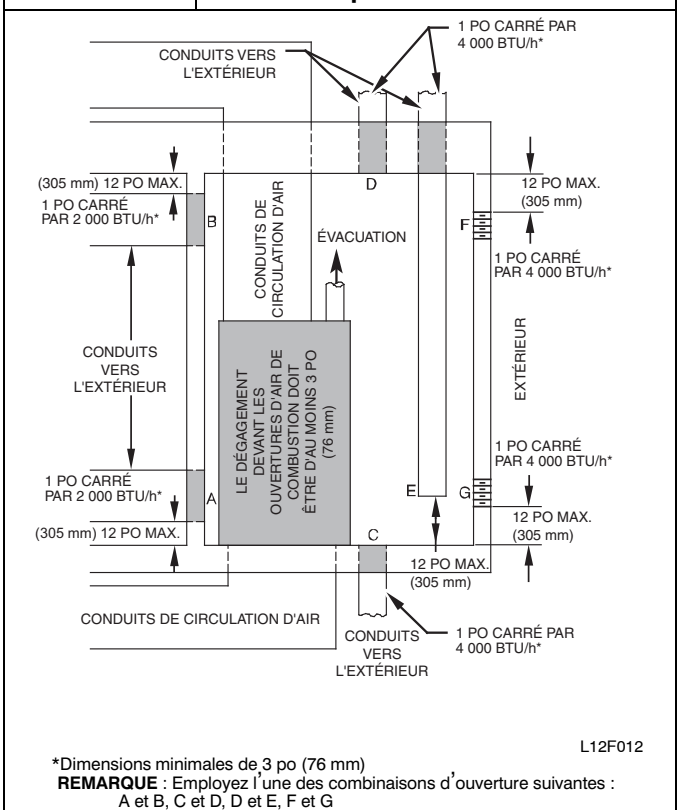 1 PO CARRÉ PAR
4 000 BTU/h*
CONDUITS VERS
L'EXTÉRIEUR
(305 mm) 12 PO MAX.
1 PO CARRÉ
PAR 2 000 BTU/h*
B
D
CONDUITS DE
CIRCULATION D'AIR
ÉVACUATION
12 PO MAX.
(305 mm)
F
1 PO CARRÉ
PAR 4 000 BTU/h*
CONDUITS
VERS
L'EXTÉRIEUR
LE DÉGAGEMENT
DEVANT LES
OUVERTURES D'AIR DE
COMBUSTION DOIT
ÊTRE D'AU MOINS 3 PO
(76 mm)
EXTÉRIEUR
1 PO CARRÉ
PAR 4 000 BTU/h*
1 PO CARRÉ
PAR 2 000 BTU/h*
A
E
G
(305 mm) 12 PO MAX.
C
12 PO MAX.
(305 mm)
12 PO MAX.
(305 mm)
CONDUITS DE CIRCULATION D'AIR
CONDUITS
VERS
L'EXTÉRIEUR
1 PO CARRÉ PAR
4 000 BTU/h*
L12F012
*Dimensions minimales de 3 po (76 mm)
REMARQUE : Employez l'une des combinaisons d'ouverture suivantes :
A et B, C et D, D et E, F et G